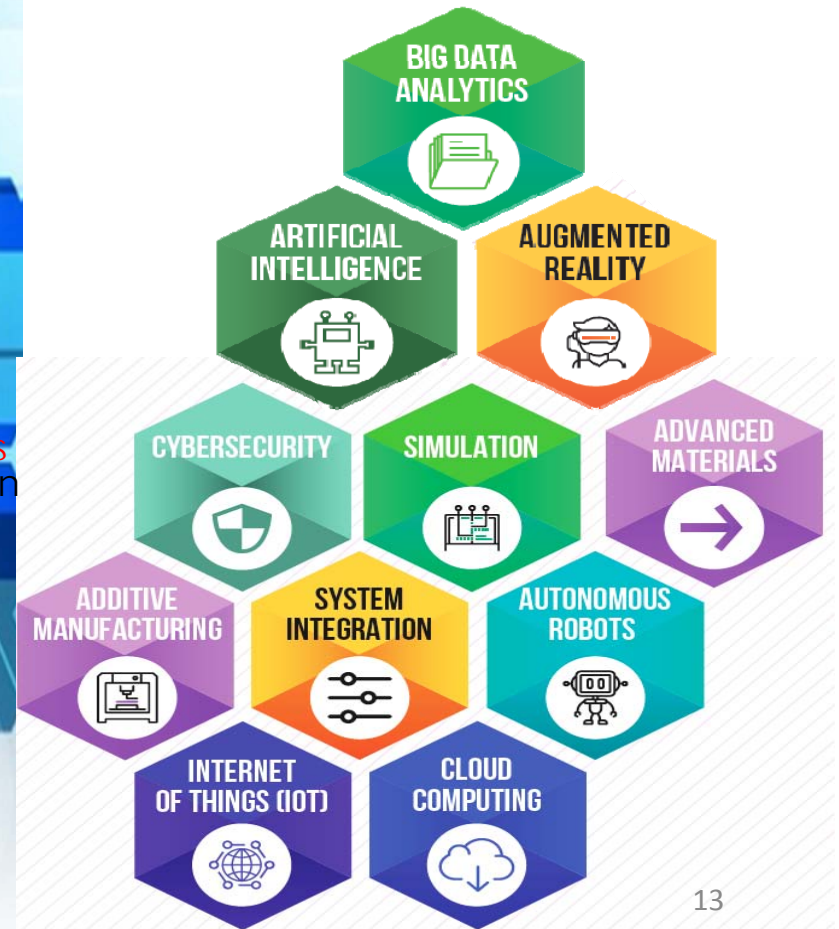 BIG DATA
ANALYTICS
ARTIFICIAL
INTELLIGENCE
AUGMENTED
REALITY
s
n
CYBERSECURITY
SIMULATION
ADVANCED
MATERIALS
ADDITIVE
MANUFACTURING
SYSTEM
INTEGRATION
AUTONOMOUS
ROBOTS
INTERNET
OF THINGS (IOT)
CLOUD
COMPUTING
13